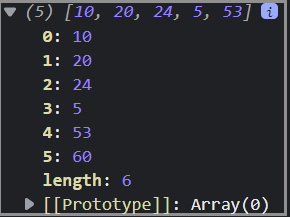 (5) [10, 20, 24, 5, 53] i
0: 10
1: 20
2: 24
3: 5
4: 53
5: 60
length: 6
[[Prototype]]: Array(0)